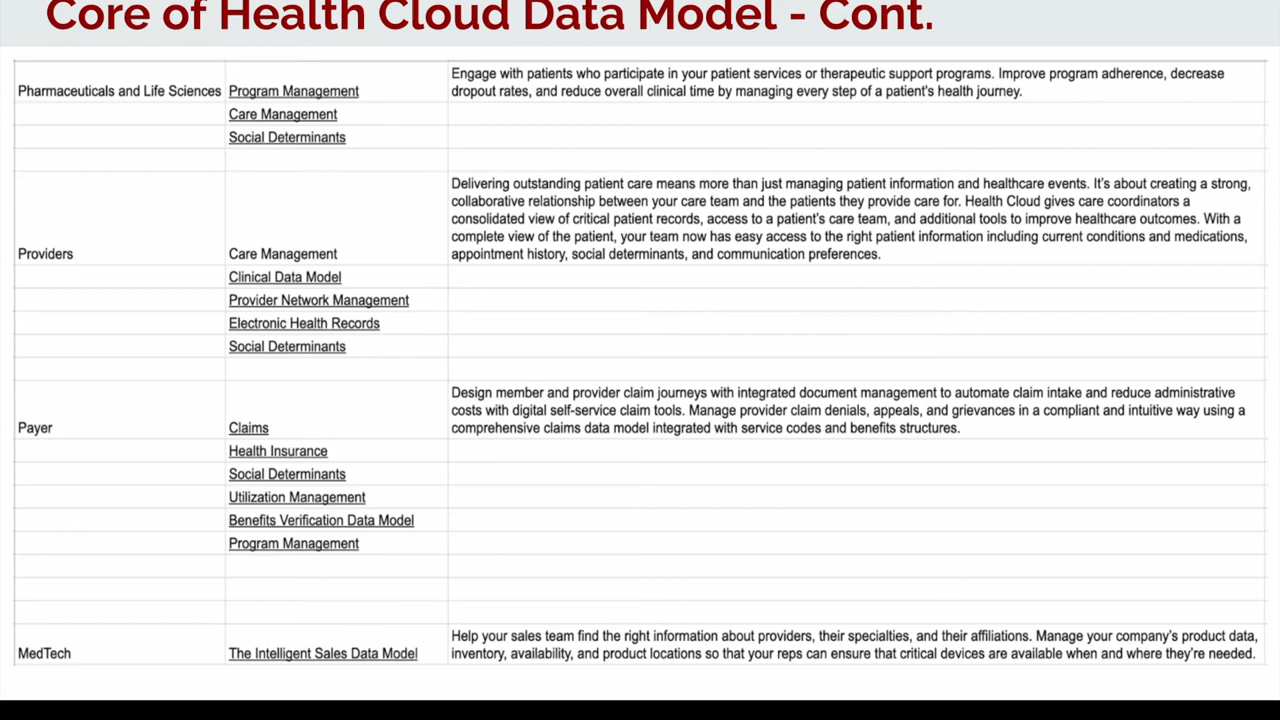 Core of Health Cloud Data Model - Cont.
Engage with patients who participate in your patient services or therapeutic support programs. Improve program adherence, decrease
Pharmaceuticals and Life Sciences Program Management dropout rates, and reduce overall clinical time by managing every step of a patient's health journey.
Care Management
Social Determinants
Delivering outstanding patient care means more than just managing patient information and healthcare events. It's about creating a strong,
collaborative relationship between your care team and the patients they provide care for. Health Cloud gives care coordinators a
consolidated view of critical patient records, access to a patient's care team, and additional tools to improve healthcare outcomes. With a
complete view of the patient, your team now has easy access to the right patient information including current conditions and medications,
Providers Care Management appointment history, social determinants, and communication preferences.
Clinical Data Model
Provider Network Management
Electronic Health Records
Social Determinants
Design member and provider claim journeys with integrated document management to automate claim intake and reduce administrative
costs with digital self-service claim tools. Manage provider claim denials, appeals, and grievances in a compliant and intuitive way using a
Payer Claims comprehensive claims data model integrated with service codes and benefits structures.
Health Insurance
Social Determinants
Utilization Management
Benefits Verification Data Model
Program Management
Help your sales team find the right information about providers, their specialties, and their affiliations. Manage your company's product data,
MedTech The Intelligent Sales Data Model inventory, availability, and product locations so that your reps can ensure that critical devices are available when and where they're needed.